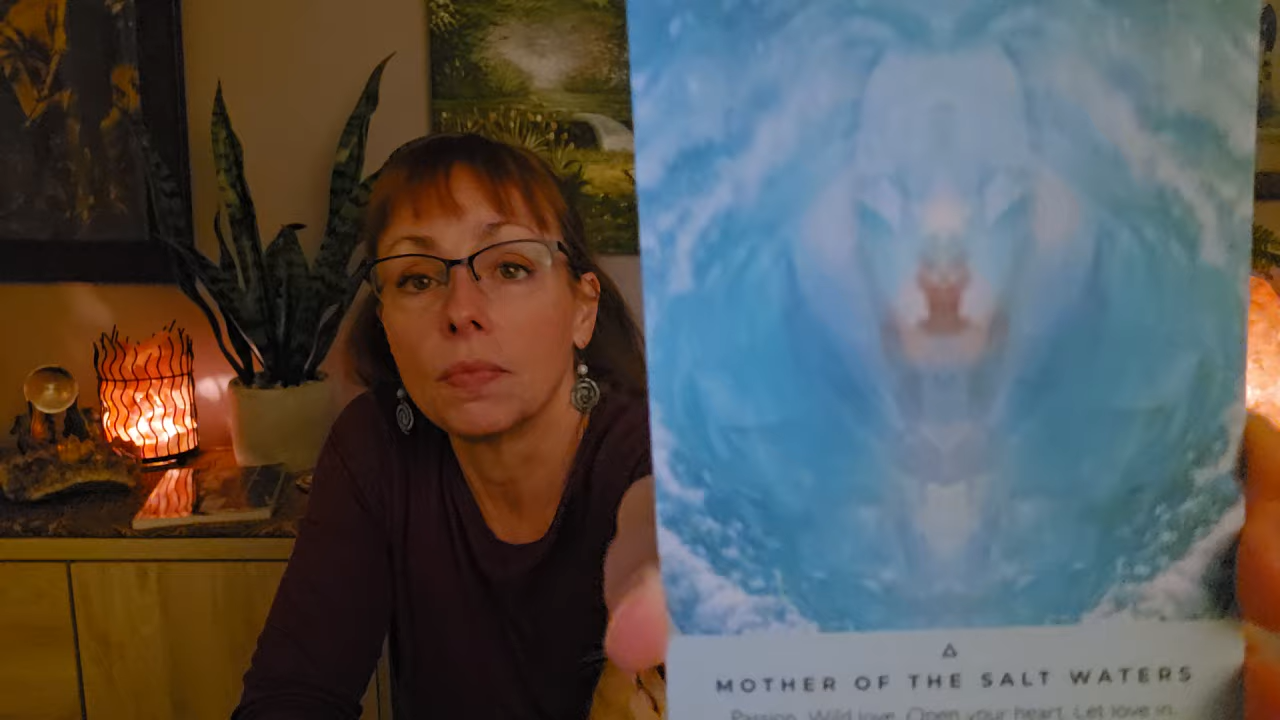 MOTHER OF THE SALT WATERS
Passion. Wild love. Open your heart. Let love in.